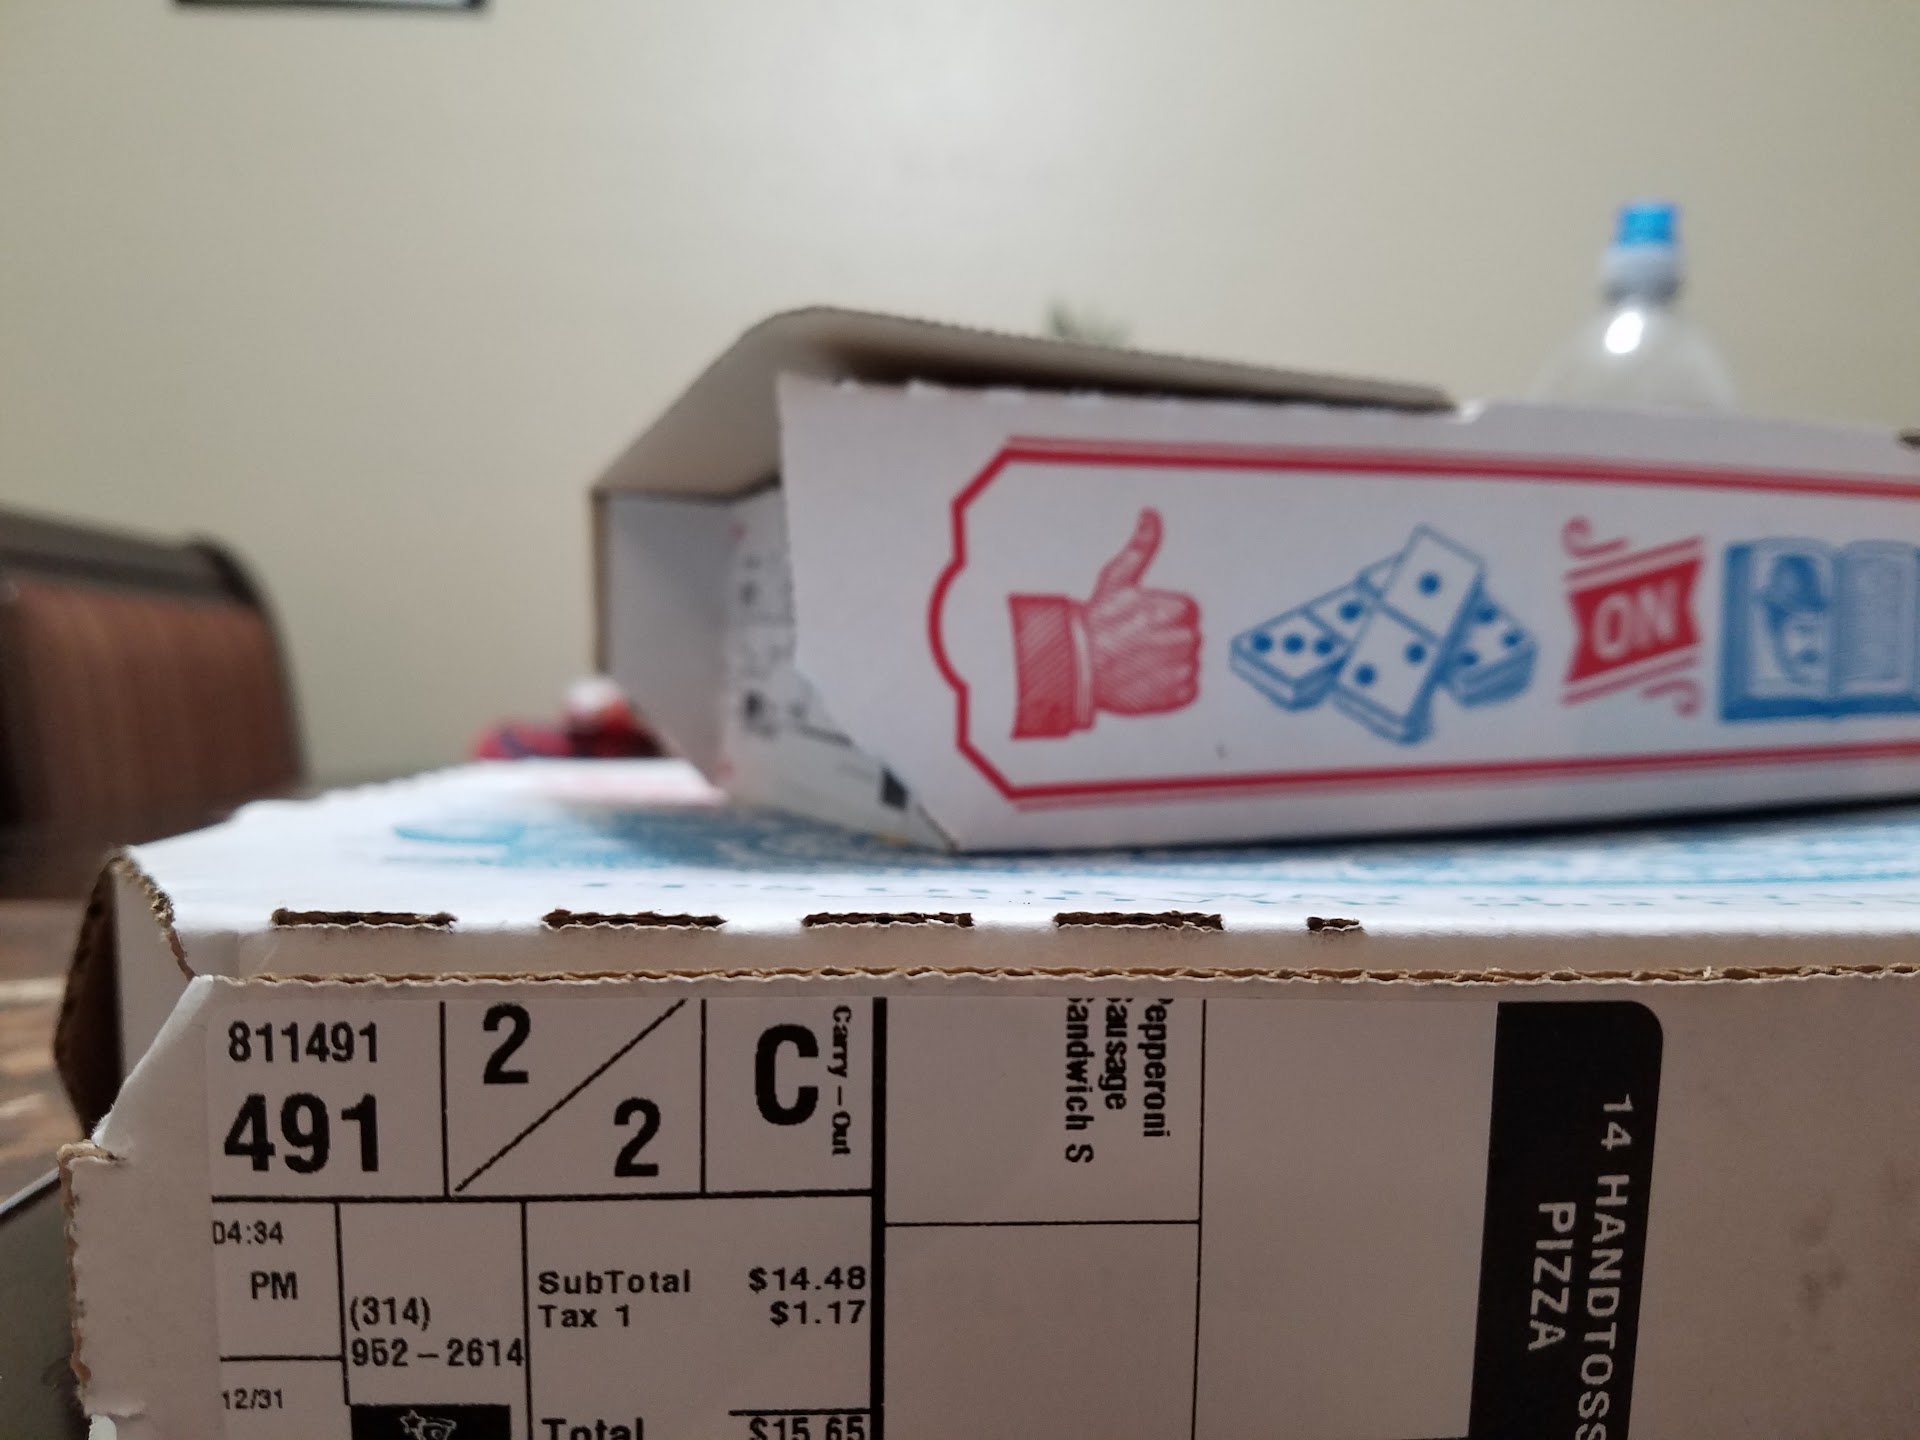 ON
811491
491
2
2
C
Carry-Out
04:34
PM
(314)
952-2614
12/31
SubTotal $14.48
Tax 1 $1.17
Total $15.65
Pepperoni
Sausage
Sandwich S
14 HANDTOSS
PIZZA